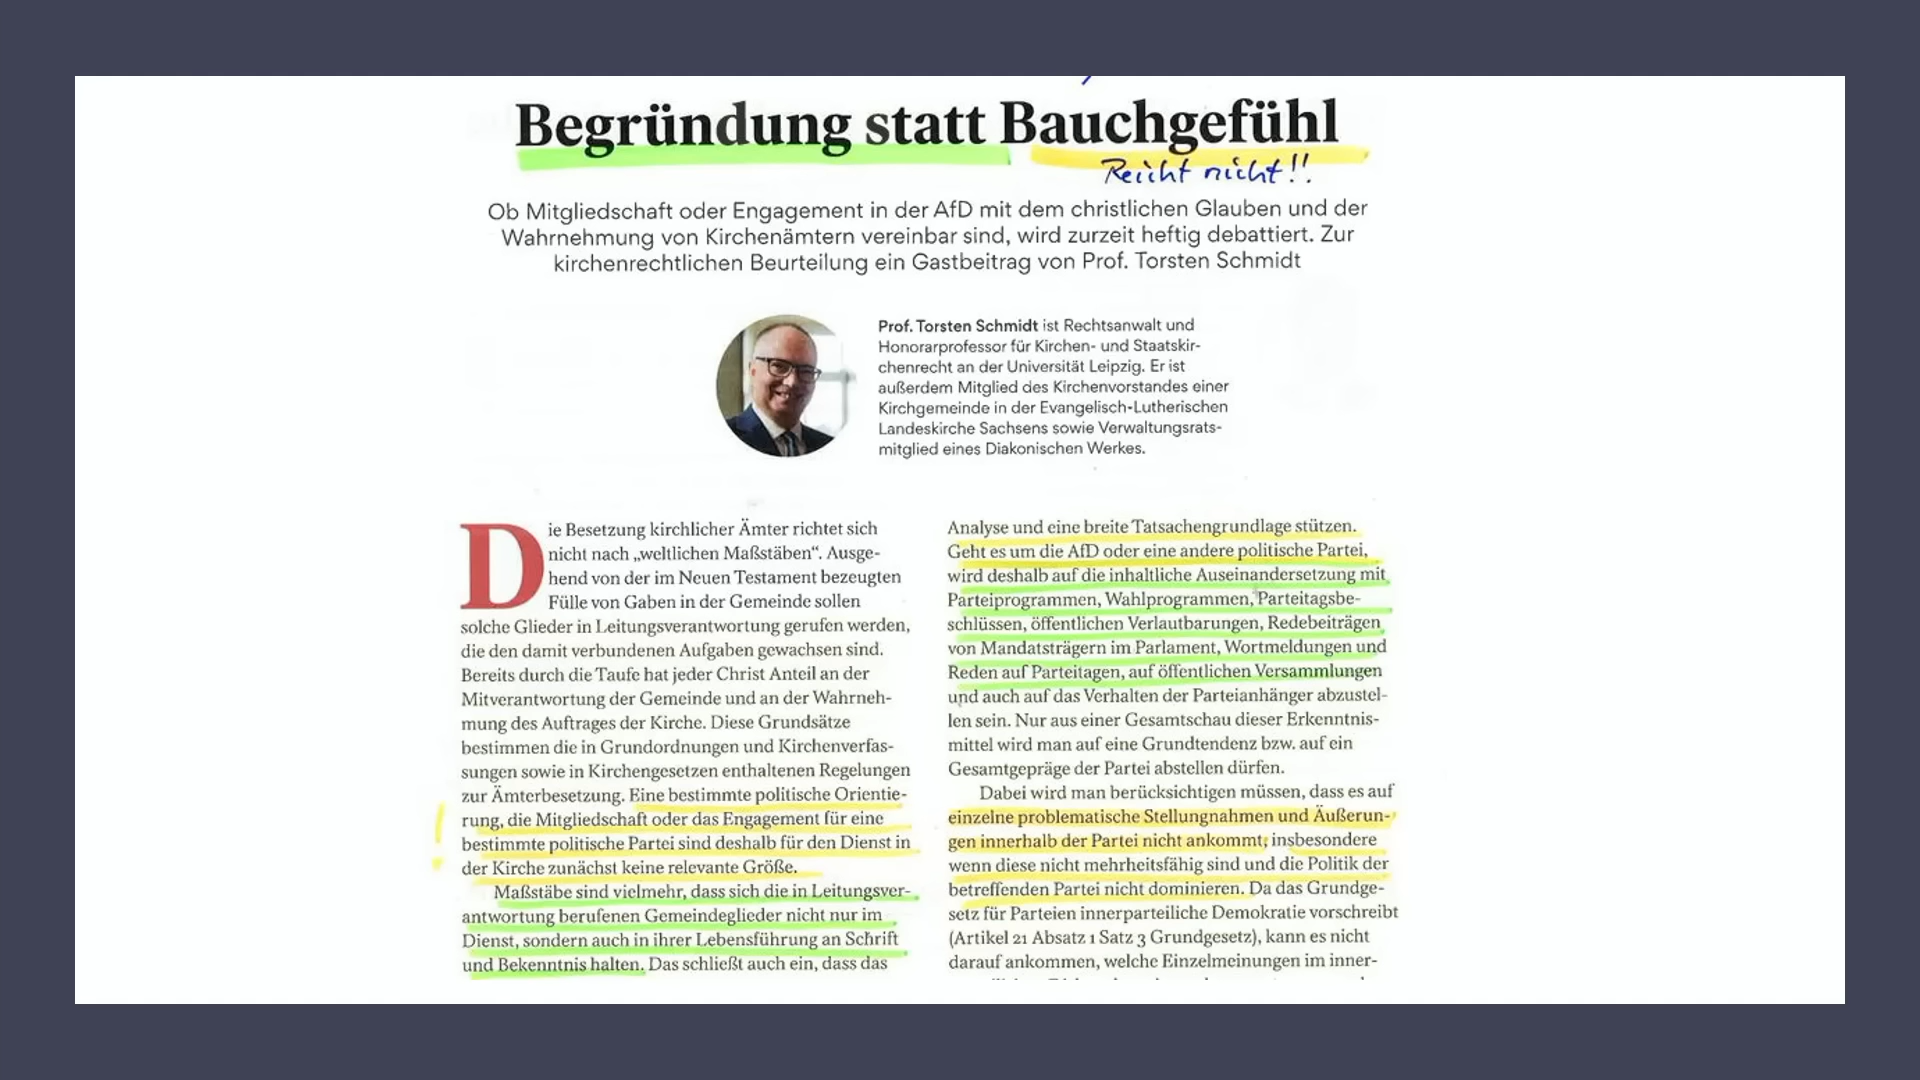 Begründung statt Bauchgefühl
Reicht nicht!!
Ob Mitgliedschaft oder Engagement in der AfD mit dem christlichen Glauben und der
Wahrnehmung von Kirchenämtern vereinbar sind, wird zurzeit heftig debattiert. Zur
kirchenrechtlichen Beurteilung ein Gastbeitrag von Prof. Torsten Schmidt
Prof. Torsten Schmidt ist Rechtsanwalt und
Honorarprofessor für Kirchen- und Staatskir-
chenrecht an der Universität Leipzig. Er ist
außerdem Mitglied des Kirchenvorstandes einer
Kirchgemeinde in der Evangelisch-Lutherischen
Landeskirche Sachsens sowie Verwaltungsrats-
mitglied eines Diakonischen Werkes.
Die Besetzung kirchlicher Ämter richtet sich
nicht nach „weltlichen Maßstäben“. Ausge-
hend von der im Neuen Testament bezeugten
Fülle von Gaben in der Gemeinde sollen
solche Glieder in Leitungsverantwortung gerufen werden,
die den damit verbundenen Aufgaben gewachsen sind.
Bereits durch die Taufe hat jeder Christ Anteil an der
Mitverantwortung der Gemeinde und an der Wahrneh-
mung des Auftrages der Kirche. Diese Grundsätze
bestimmen die in Grundordnungen und Kirchenverfas-
sungen sowie in Kirchengesetzen enthaltenen Regelungen
zur Ämterbesetzung. Eine bestimmte politische Orientie-
rung, die Mitgliedschaft oder das Engagement für eine
bestimmte politische Partei sind deshalb für den Dienst in
der Kirche zunächst keine relevante Größe.
Maßstäbe sind vielmehr, dass sich die in Leitungsver-
antwortung berufenen Gemeindeglieder nicht nur im
Dienst, sondern auch in ihrer Lebensführung an Schrift
und Bekenntnis halten. Das schließt auch ein, dass das
Analyse und eine breite Tatsachengrundlage stützen.
Geht es um die AfD oder eine andere politische Partei,
wird deshalb auf die inhaltliche Auseinandersetzung mit
Parteiprogrammen, Wahlprogrammen, Parteitagsbe-
schlüssen, öffentlichen Verlautbarungen, Redebeiträgen
von Mandatsträgern im Parlament, Wortmeldungen und
Reden auf Parteitagen, auf öffentlichen Versammlungen
und auch auf das Verhalten der Parteianhänger abzustel-
len sein. Nur aus einer Gesamtschau dieser Erkenntnis-
mittel wird man auf eine Grundtendenz bzw. auf ein
Gesamtgepräge der Partei abstellen dürfen.
Dabei wird man berücksichtigen müssen, dass es auf
einzelne problematische Stellungnahmen und Äußerun-
gen innerhalb der Partei nicht ankommt, insbesondere
wenn diese nicht mehrheitsfähig sind und die Politik der
betreffenden Partei nicht dominieren. Da das Grundge-
setz für Parteien innerparteiliche Demokratie vorschreibt
(Artikel 21 Absatz 1 Satz 3 Grundgesetz), kann es nicht
darauf ankommen, welche Einzelmeinungen im inner-